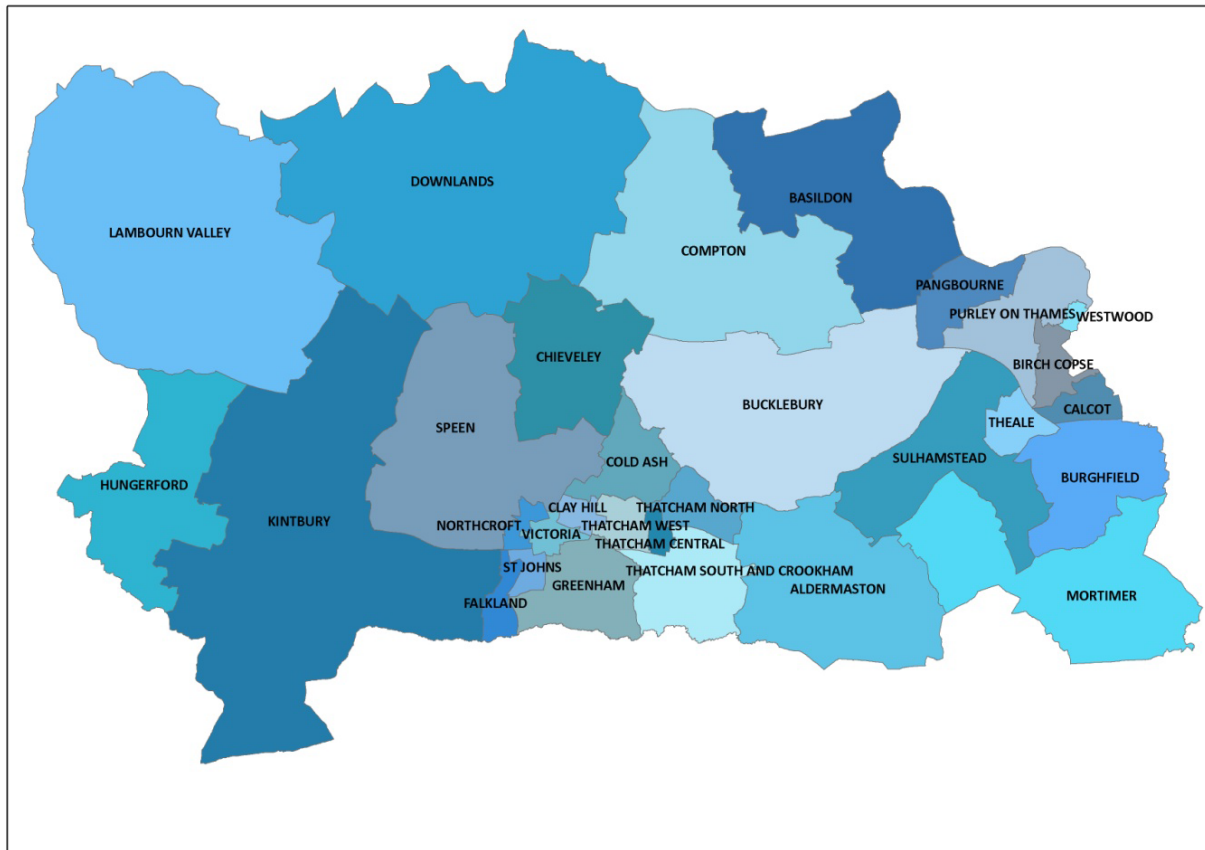 DOWNLANDS
BASILDON
LAMBOURN VALLEY
COMPTON
PANGBOURNE
PURLEY ON THAMES
WESTWOOD
CHIEVELEY
BIRCH COPSE
BUCKLEBURY
CALCOT
SPEEN
THEALE
SULHAMSTEAD
COLD ASH
BURGHFIELD
HUNGERFORD
CLAY HILL
THATCHAM NORTH
KINTBURY
NORTHCROFT
THATCHAM WEST
VICTORIA
THATCHAM CENTRAL
ST JOHNS
THATCHAM SOUTH AND CROOKHAM
GREENHAM
ALDERMASTON
MORTIMER
FALKLAND